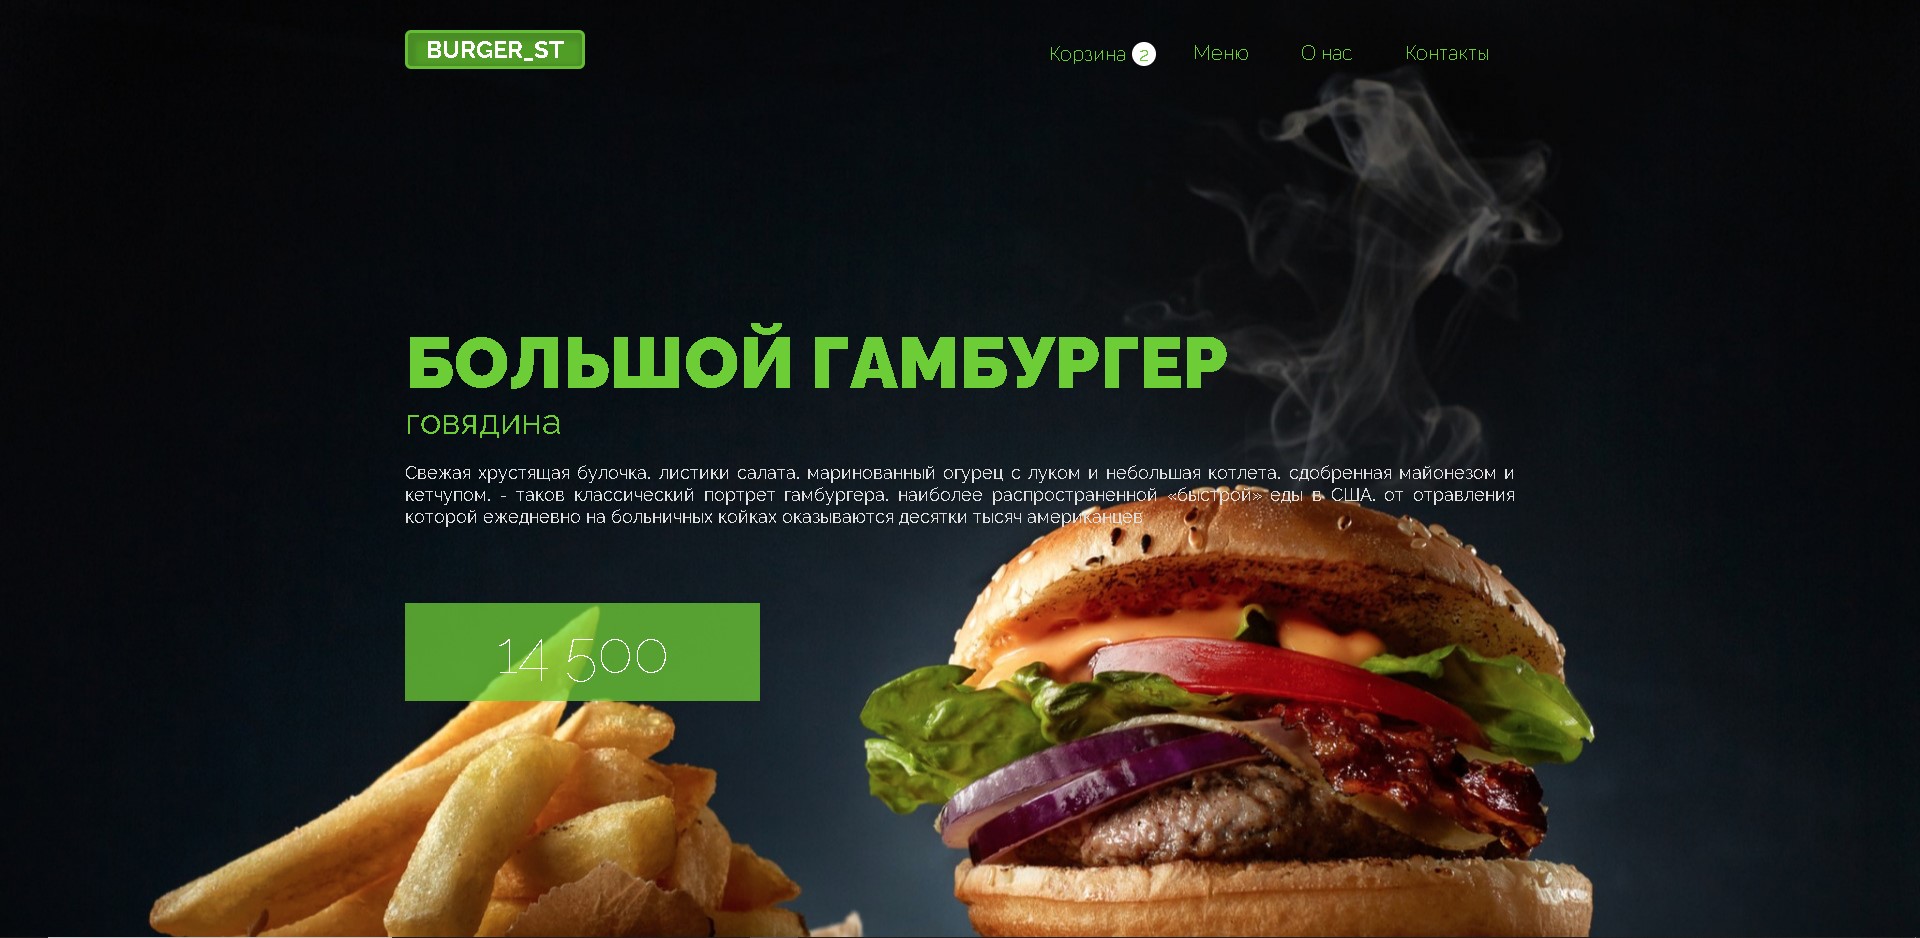 BURGER_ST
Корзина 2 Меню О нас Контакты
БОЛЬШОЙ ГАМБУРГЕР
говядина
Свежая хрустящая булочка. листики салата. маринованный огурец с луком и небольшая котлета. сдобренная майонезом и
кетчупом. - таков классический портрет гамбургера. наиболее распространенной «быстрой» еды в США. от отравления
которой ежедневно на больничных койках оказываются десятки тысяч американцев
14 500